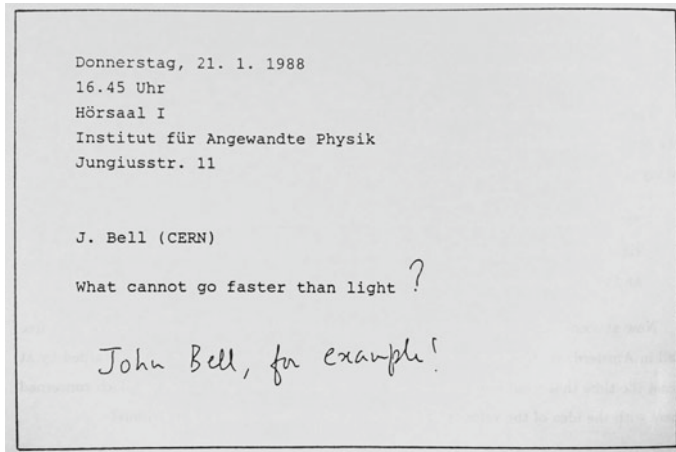 Donnerstag, 21. 1. 1988
16.45 Uhr
Hörsaal I
Institut für Angewandte Physik
Jungiusstr. 11
J. Bell (CERN)
What cannot go faster than light ?
John Bell, for example!